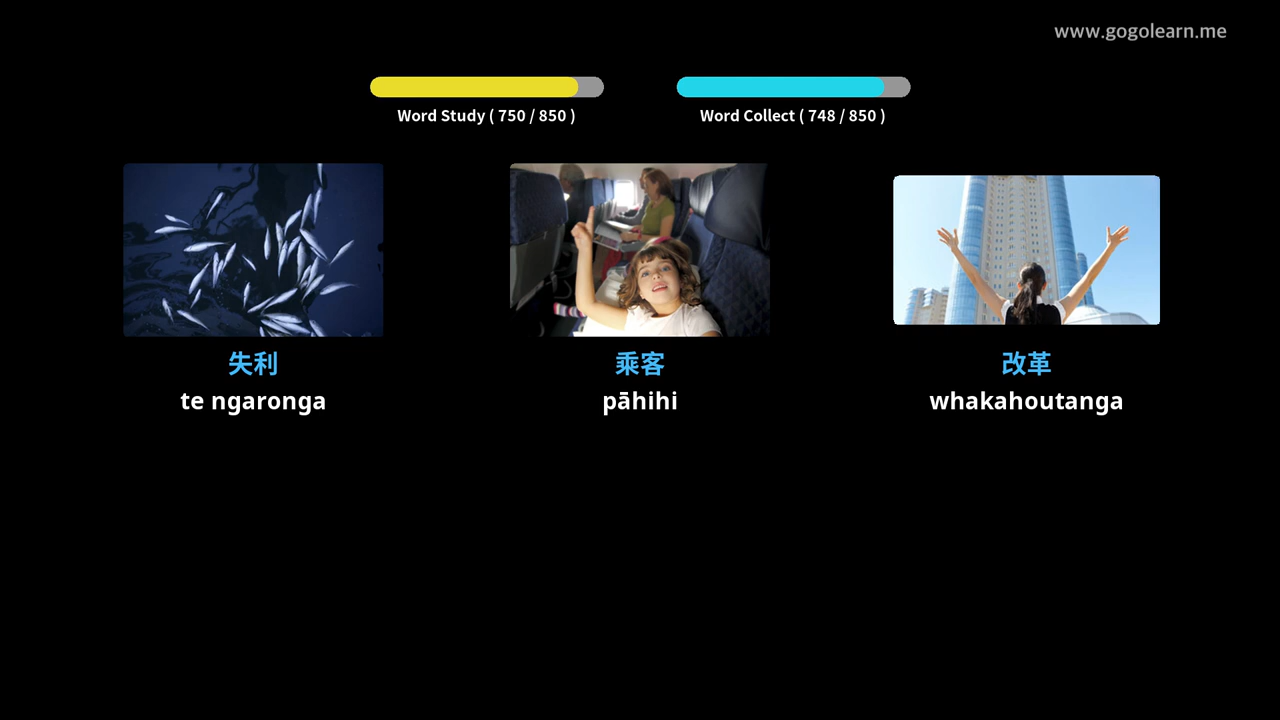 www.gogolearn.me
Word Study ( 750 / 850 )
Word Collect ( 748 / 850 )
失利
te ngaronga
乘客
pāhihi
改革
whakahoutanga